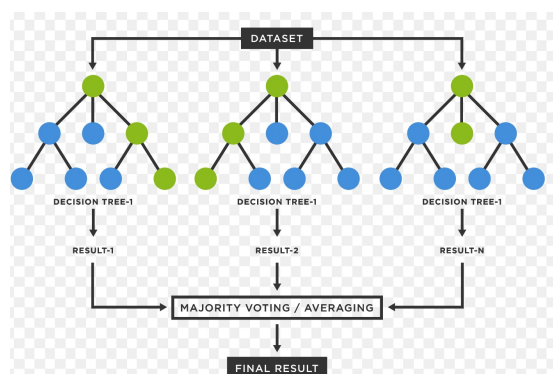 DATASET
DECISION TREE-1
DECISION TREE-1
DECISION TREE-1
RESULT-1
RESULT-2
RESULT-N
MAJORITY VOTING / AVERAGING
FINAL RESULT